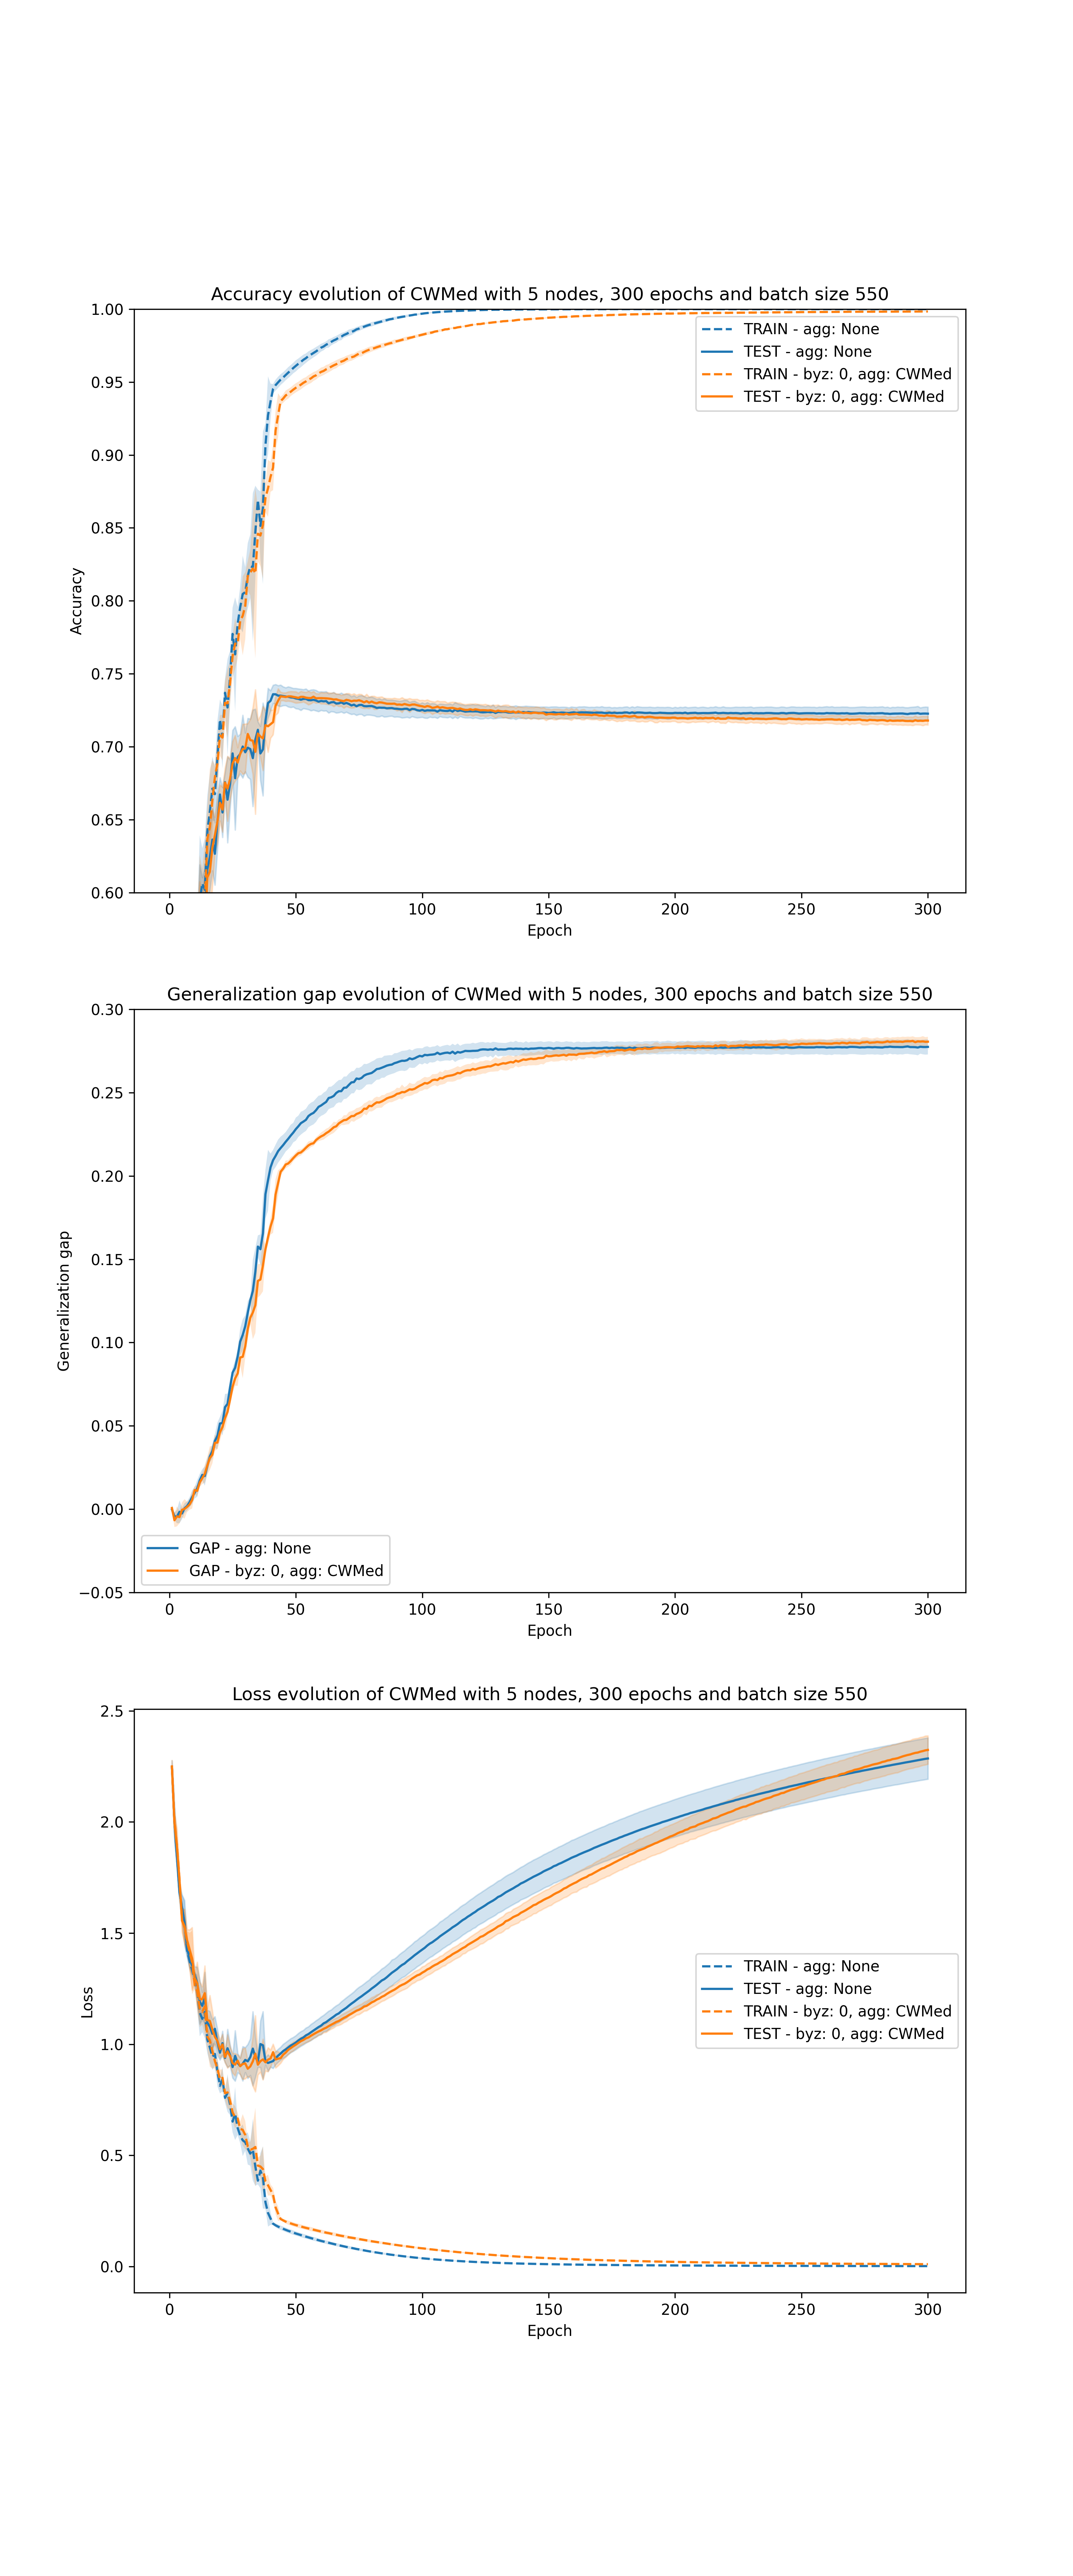 Accuracy evolution of CWMed with 5 nodes, 300 epochs and batch size 550
1.00
0.95
0.90
0.85
0.80
0.75
0.70
0.65
0.60
Accuracy
TRAIN - agg: None
TEST - agg: None
TRAIN - byz: 0, agg: CWMed
TEST - byz: 0, agg: CWMed
0 50 100 150 200 250 300
Epoch
Generalization gap evolution of CWMed with 5 nodes, 300 epochs and batch size 550
0.30
0.25
0.20
0.15
0.10
0.05
0.00
−0.05
Generalization gap
GAP - agg: None
GAP - byz: 0, agg: CWMed
0 50 100 150 200 250 300
Epoch
Loss evolution of CWMed with 5 nodes, 300 epochs and batch size 550
2.5
2.0
1.5
1.0
0.5
0.0
Loss
TRAIN - agg: None
TEST - agg: None
TRAIN - byz: 0, agg: CWMed
TEST - byz: 0, agg: CWMed
0 50 100 150 200 250 300
Epoch